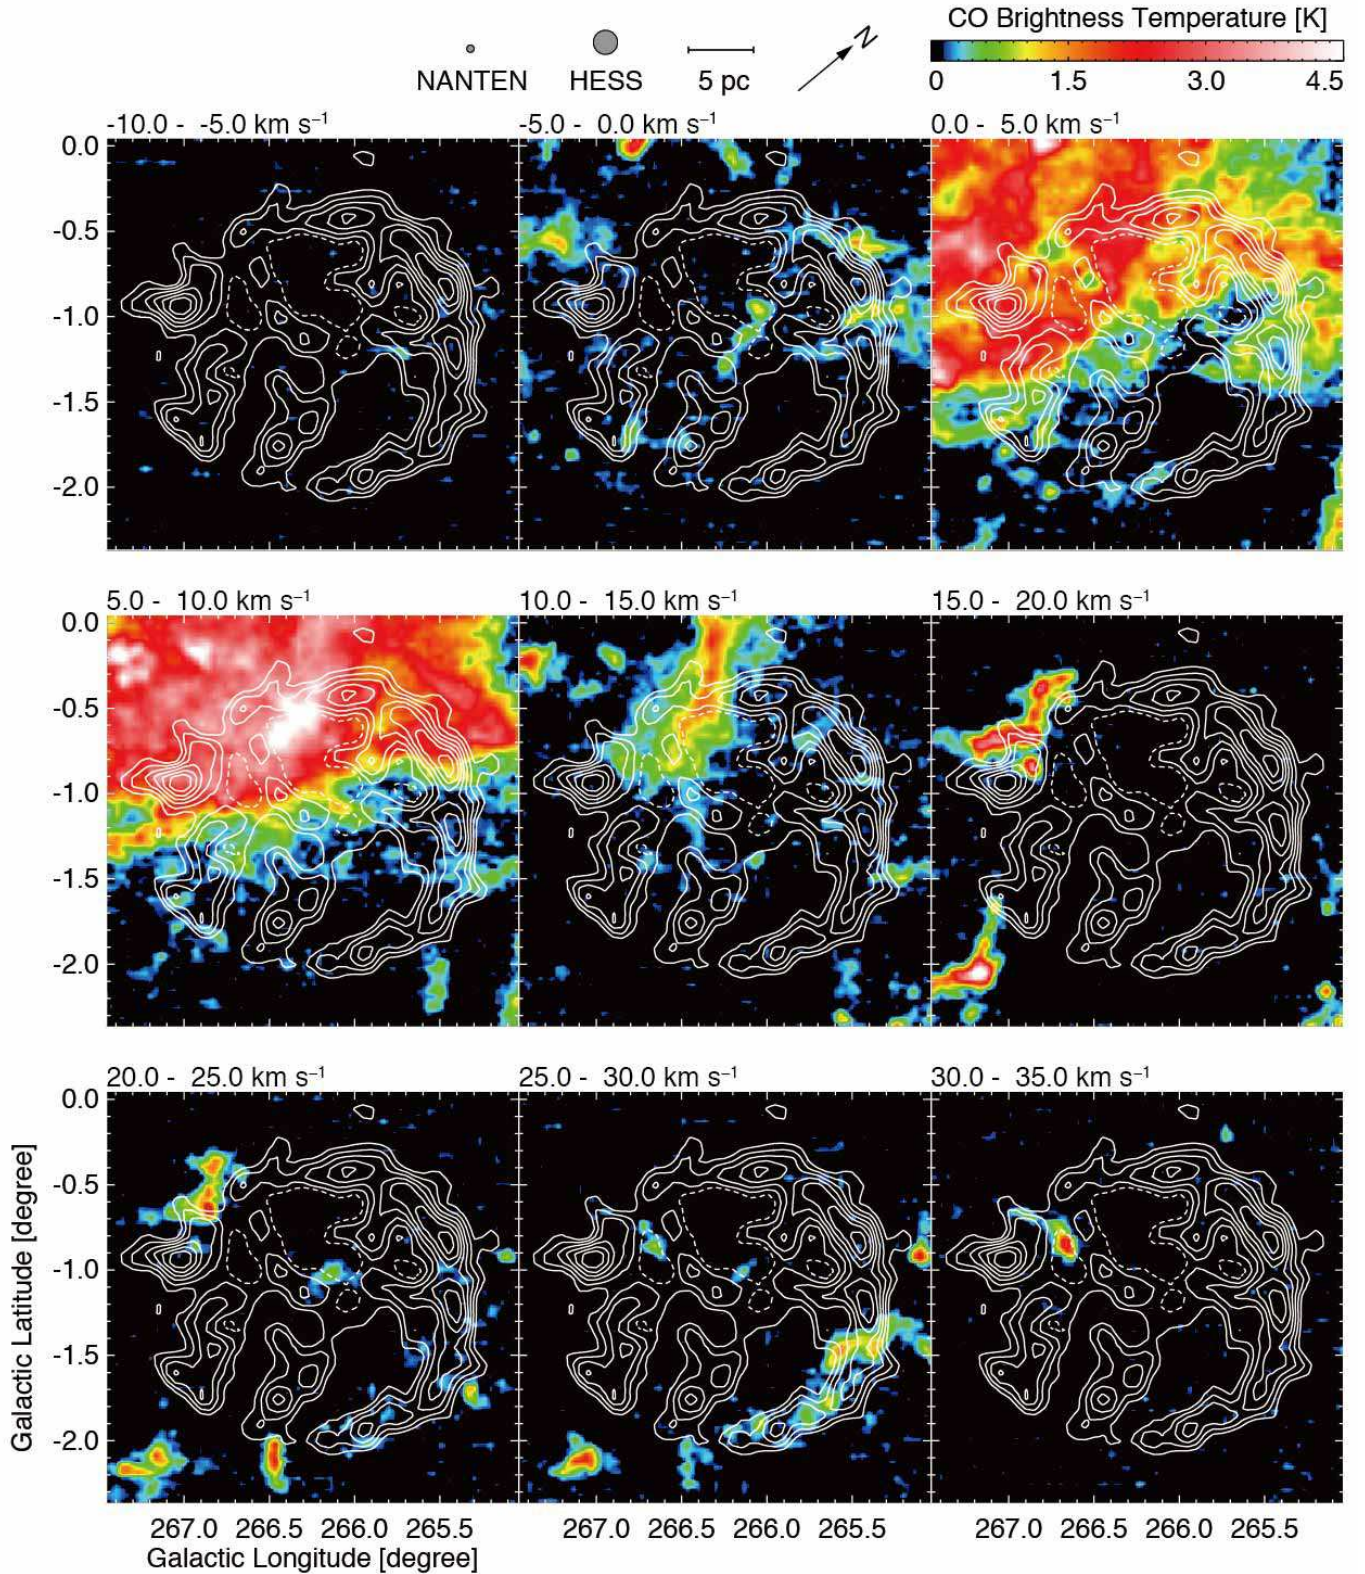 CO Brightness Temperature [K]
N
NANTEN HESS 5 pc
0 1.5 3.0 4.5
-10.0 - -5.0 km s⁻¹ -5.0 - 0.0 km s⁻¹ 0.0 - 5.0 km s⁻¹
0.0
-0.5
-1.0
-1.5
-2.0
5.0 - 10.0 km s⁻¹ 10.0 - 15.0 km s⁻¹ 15.0 - 20.0 km s⁻¹
0.0
-0.5
-1.0
-1.5
-2.0
20.0 - 25.0 km s⁻¹ 25.0 - 30.0 km s⁻¹ 30.0 - 35.0 km s⁻¹
0.0
-0.5
-1.0
-1.5
-2.0
Galactic Latitude [degree]
267.0 266.5 266.0 265.5 267.0 266.5 266.0 265.5 267.0 266.5 266.0 265.5
Galactic Longitude [degree]